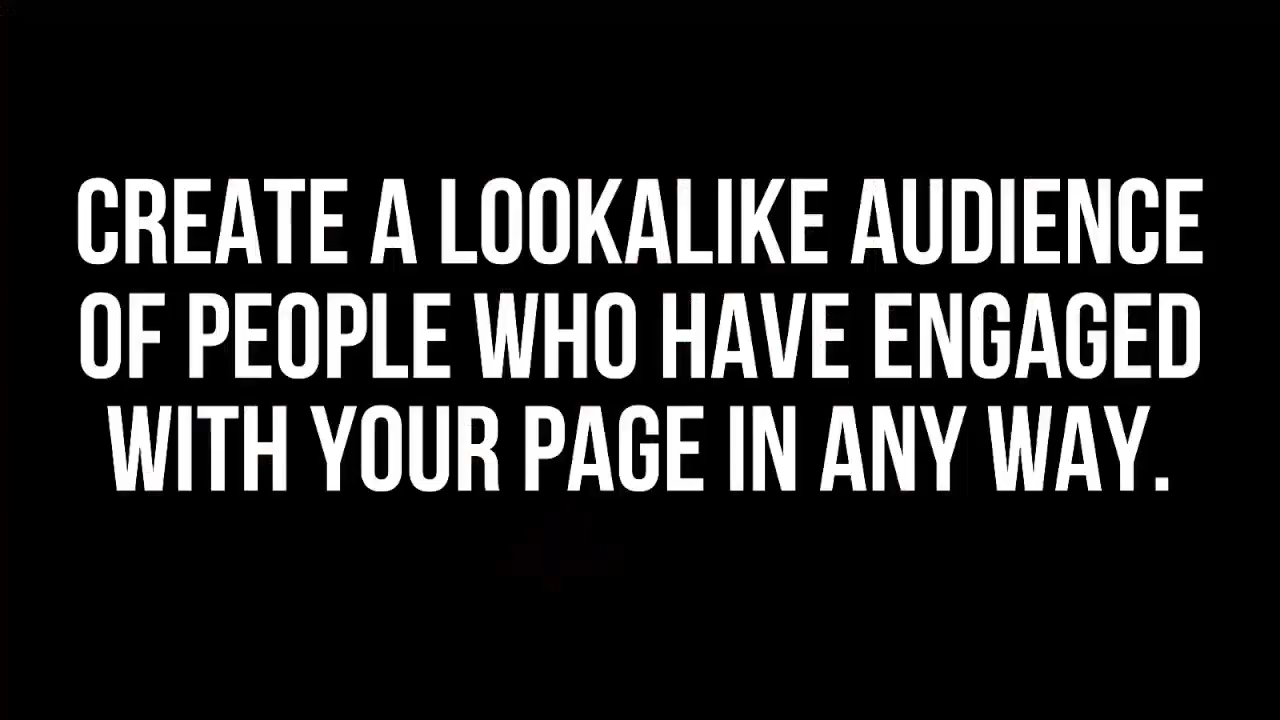 CREATE A LOOKALIKE AUDIENCE
OF PEOPLE WHO HAVE ENGAGED
WITH YOUR PAGE IN ANY WAY.